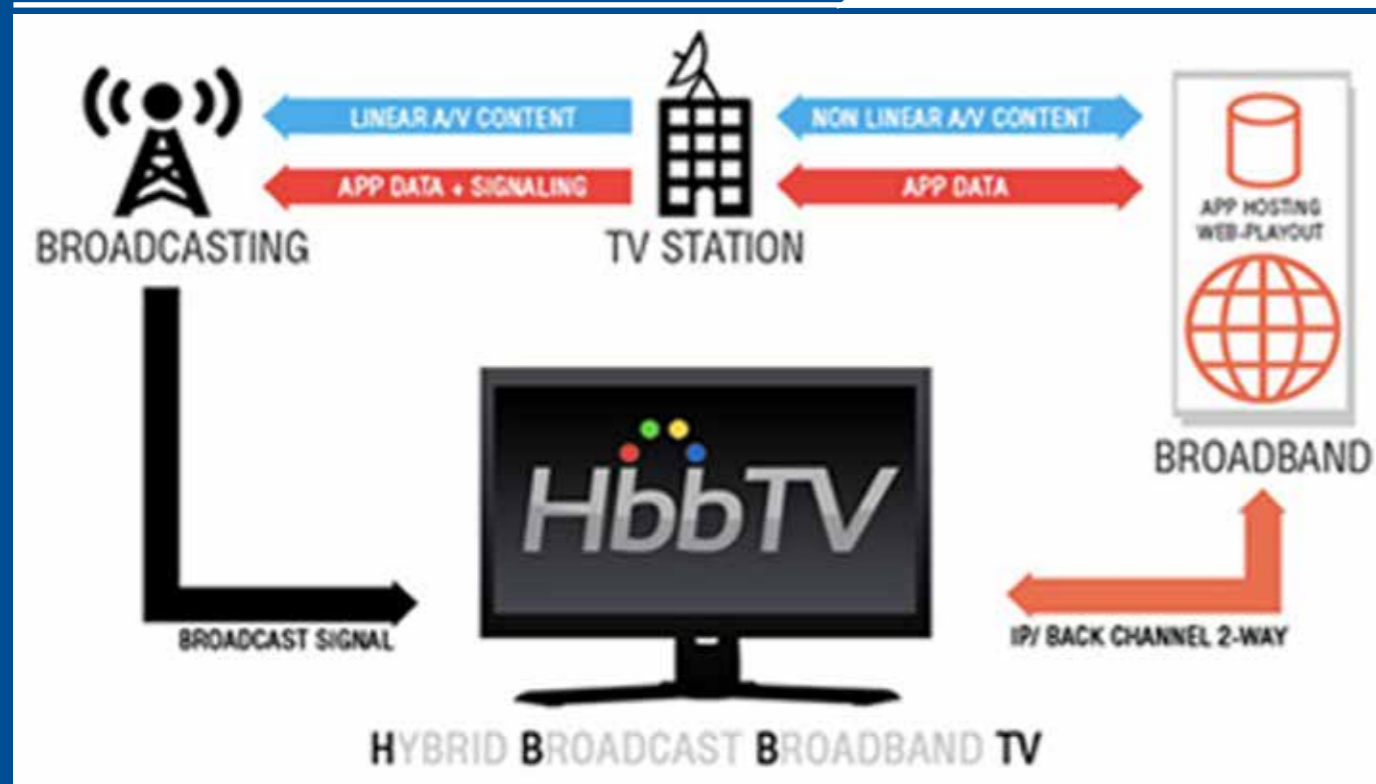 LINEAR A/V CONTENT
NON LINEAR A/V CONTENT
APP DATA + SIGNALING
APP DATA
APP HOSTING
WEB-PLAYOUT
BROADCASTING
TV STATION
BROADBAND
HbbTV
BROADCAST SIGNAL
IP/ BACK CHANNEL 2-WAY
HYBRID BROADCAST BROADBAND TV